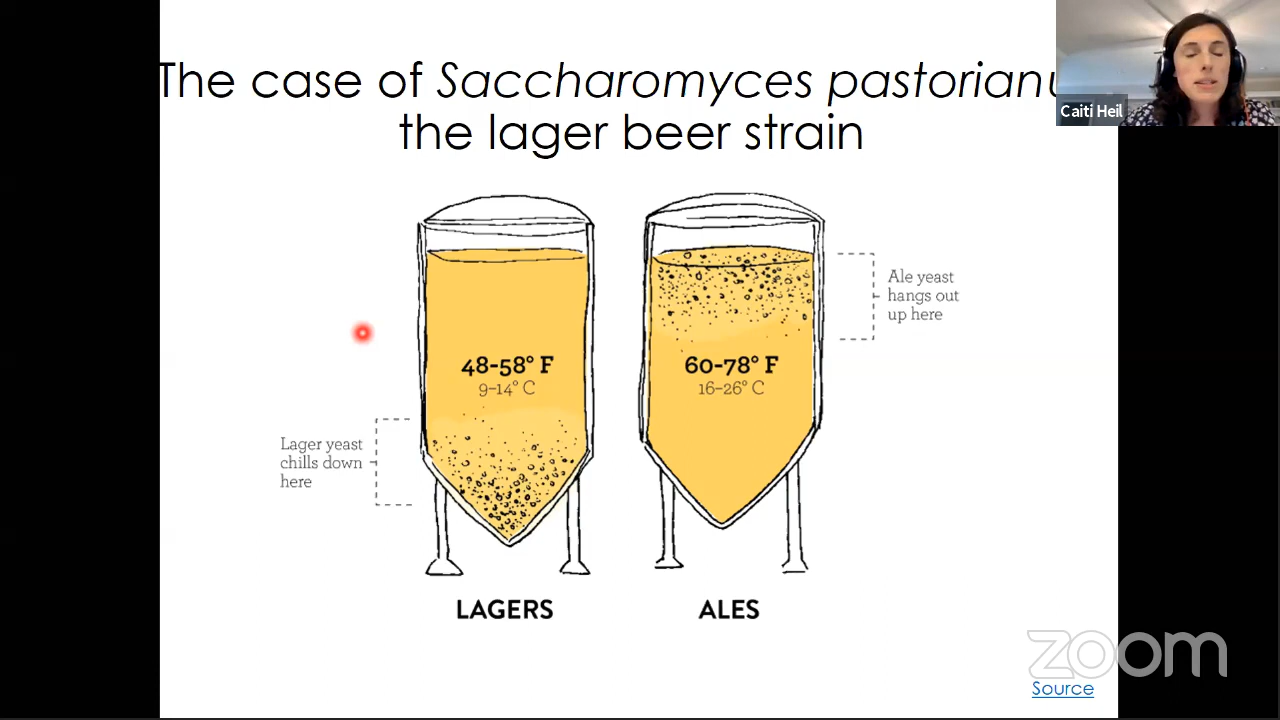 The case of Saccharomyces pastorianu
the lager beer strain
Caiti Heil
Ale yeast
hangs out
up here
48-58° F
9-14° C
60-78° F
16-26° C
Lager yeast
chills down
here
LAGERS
ALES
zoom
Source